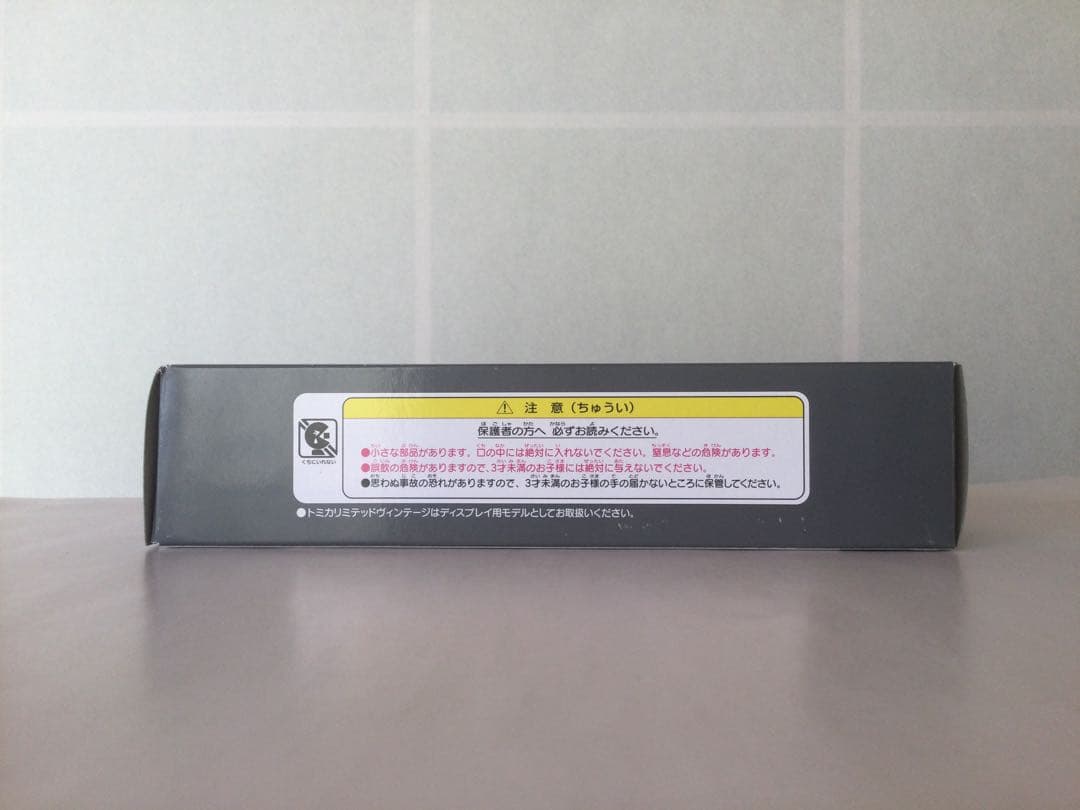 ⚠ 注 意（ちゅうい）
保護者の方へ 必ずお読みください。
●小さな部品があります。口の中には絶対に入れないでください。窒息などの危険があります。
●誤飲の危険がありますので、3才未満のお子様には絶対に与えないでください。
●思わぬ事故の恐れがありますので、3才未満のお子様の手の届かないところに保管してください。
くちにいれない
●トミカリミテッドヴィンテージはディスプレイ用モデルとしてお取扱いください。